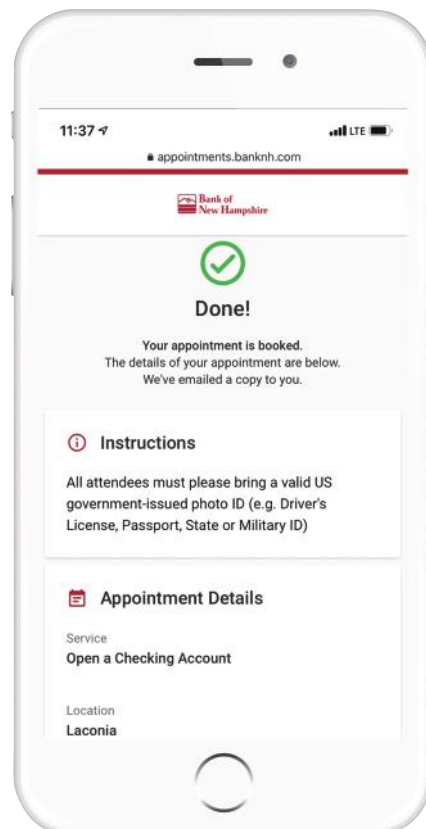 11:37
LTE
appointments.banknh.com
Bank of
New Hampshire
Done!
Your appointment is booked.
The details of your appointment are below.
We've emailed a copy to you.
Instructions
All attendees must please bring a valid US
government-issued photo ID (e.g. Driver's
License, Passport, State or Military ID)
Appointment Details
Service
Open a Checking Account
Location
Laconia